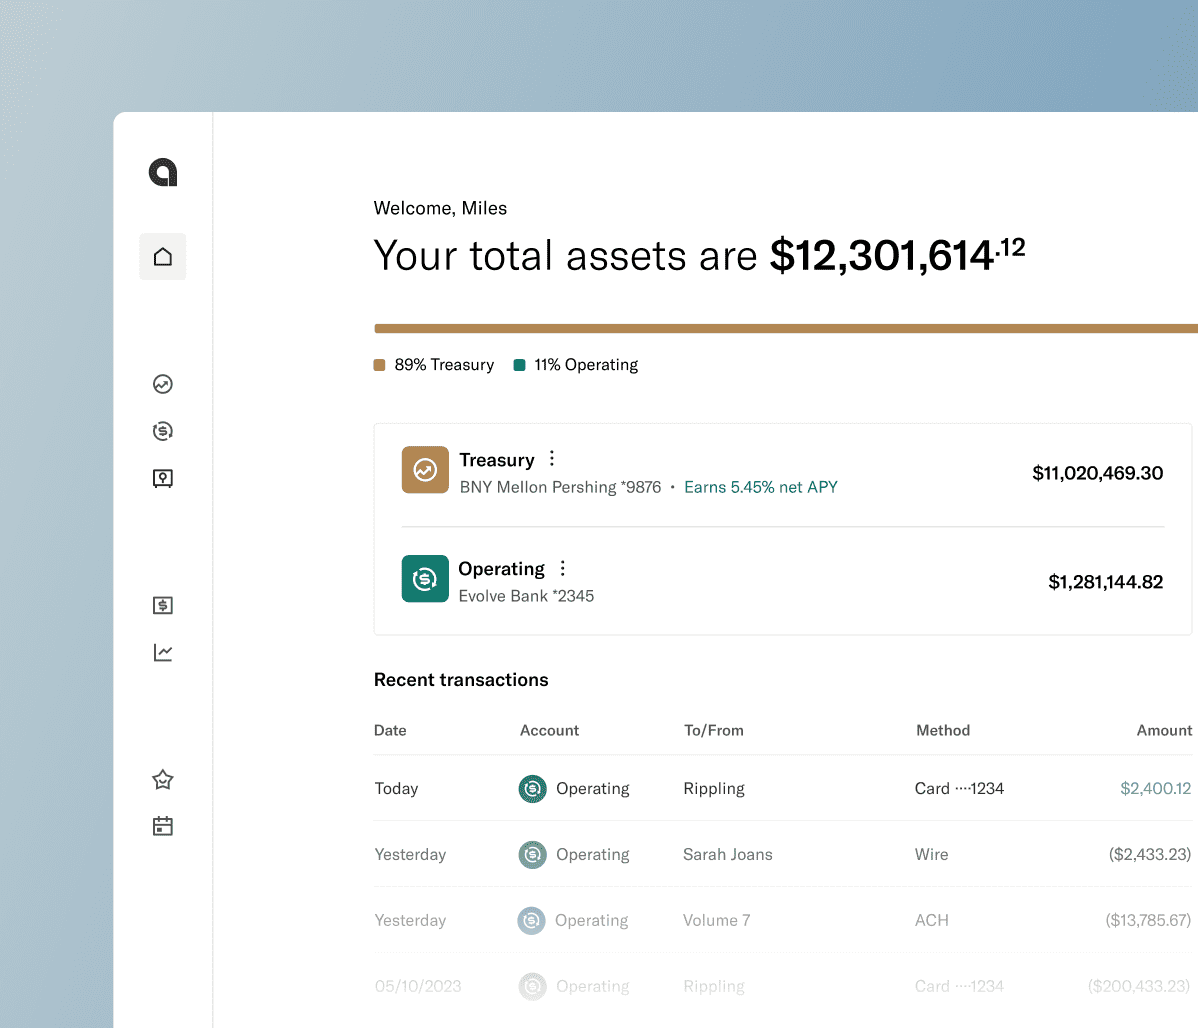 Welcome, Miles
Your total assets are $12,301,614.12
89% Treasury 11% Operating
Treasury
BNY Mellon Pershing *9876 • Earns 5.45% net APY
$11,020,469.30
Operating
Evolve Bank *2345
$1,281,144.82
Recent transactions
Date Account To/From Method Amount
Today Operating Rippling Card ····1234 $2,400.12
Yesterday Operating Sarah Joans Wire ($2,433.23)
Yesterday Operating Volume 7 ACH ($13,785.67)
05/10/2023 Operating Rippling Card ····1234 ($200,433.23)